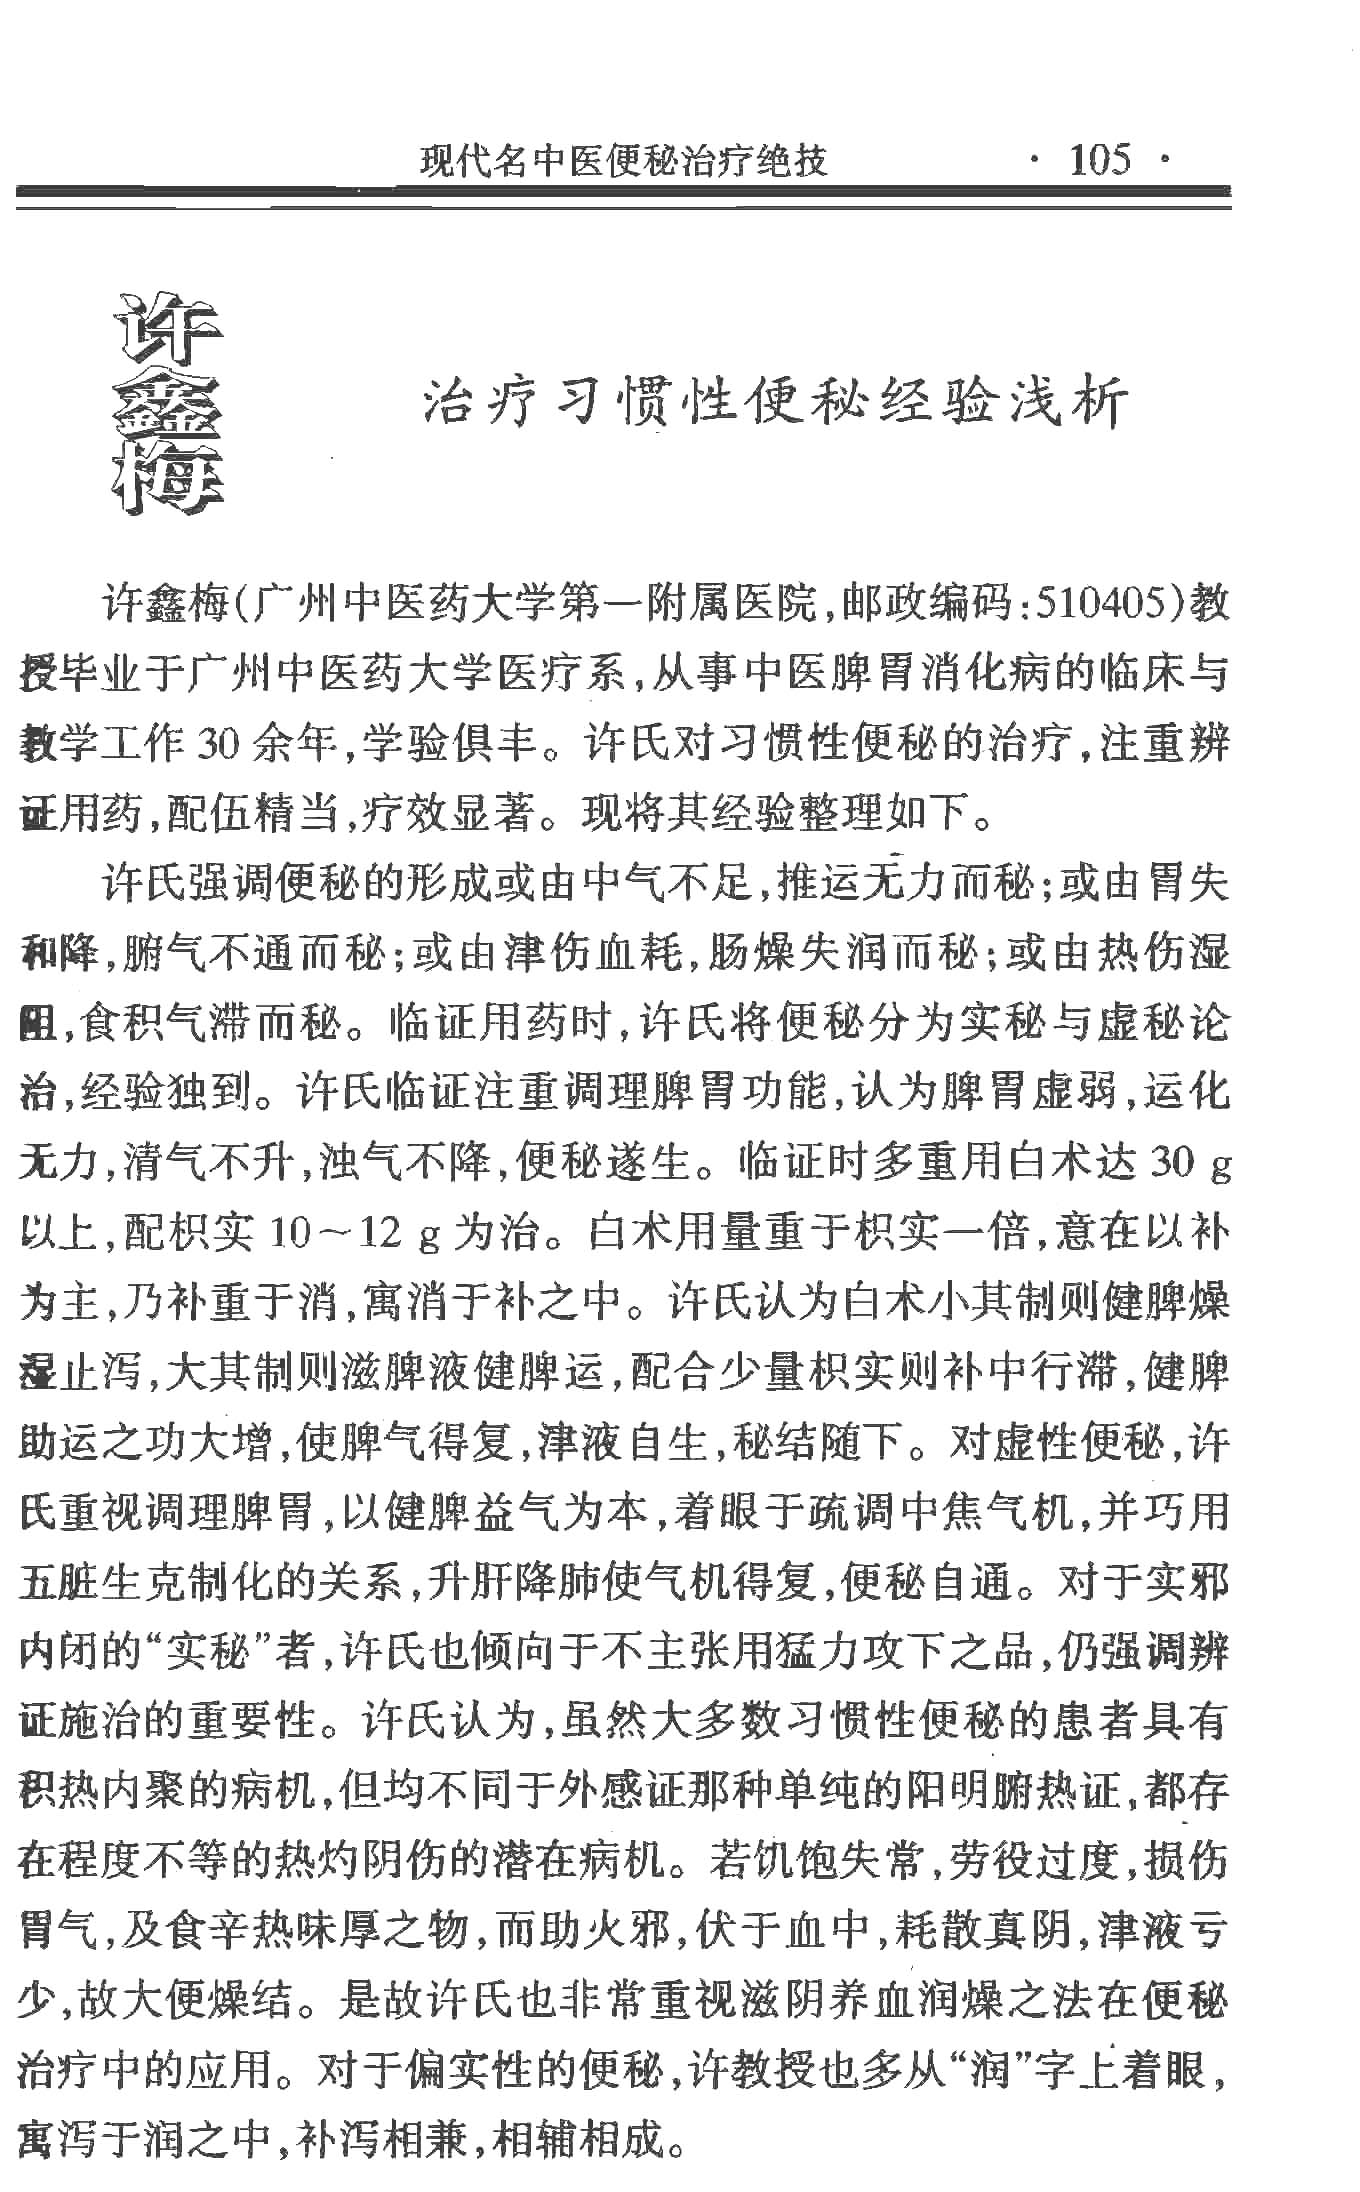 现代名中医便秘治疗绝技 · 105 ·
许鑫梅
治疗习惯性便秘经验浅析
许鑫梅(广州中医药大学第一附属医院,邮政编码:510405)教
授毕业于广州中医药大学医疗系,从事中医脾胃消化病的临床与
教学工作 30 余年,学验俱丰。许氏对习惯性便秘的治疗,注重辨
证用药,配伍精当,疗效显著。现将其经验整理如下。
许氏强调便秘的形成或由中气不足,推运无力而秘;或由胃失
和降,腑气不通而秘;或由津伤血耗,肠燥失润而秘;或由热伤湿
阻,食积气滞而秘。临证用药时,许氏将便秘分为实秘与虚秘论
治,经验独到。许氏临证注重调理脾胃功能,认为脾胃虚弱,运化
无力,清气不升,浊气不降,便秘遂生。临证时多重用白术达 30 g
以上,配枳实 10～12 g 为治。白术用量重于枳实一倍,意在以补
为主,乃补重于消,寓消于补之中。许氏认为白术小其制则健脾燥
湿止泻,大其制则滋脾液健脾运,配合少量枳实则补中行滞,健脾
助运之功大增,使脾气得复,津液自生,秘结随下。对虚性便秘,许
氏重视调理脾胃,以健脾益气为本,着眼于疏调中焦气机,并巧用
五脏生克制化的关系,升肝降肺使气机得复,便秘自通。对于实邪
内闭的“实秘”者,许氏也倾向于不主张用猛力攻下之品,仍强调辨
证施治的重要性。许氏认为,虽然大多数习惯性便秘的患者具有
积热内聚的病机,但均不同于外感证那种单纯的阳明腑热证,都存
在程度不等的热灼阴伤的潜在病机。若饥饱失常,劳役过度,损伤
胃气,及食辛热味厚之物,而助火邪,伏于血中,耗散真阴,津液亏
少,故大便燥结。是故许氏也非常重视滋阴养血润燥之法在便秘
治疗中的应用。对于偏实性的便秘,许教授也多从“润”字上着眼,
寓泻于润之中,补泻相兼,相辅相成。